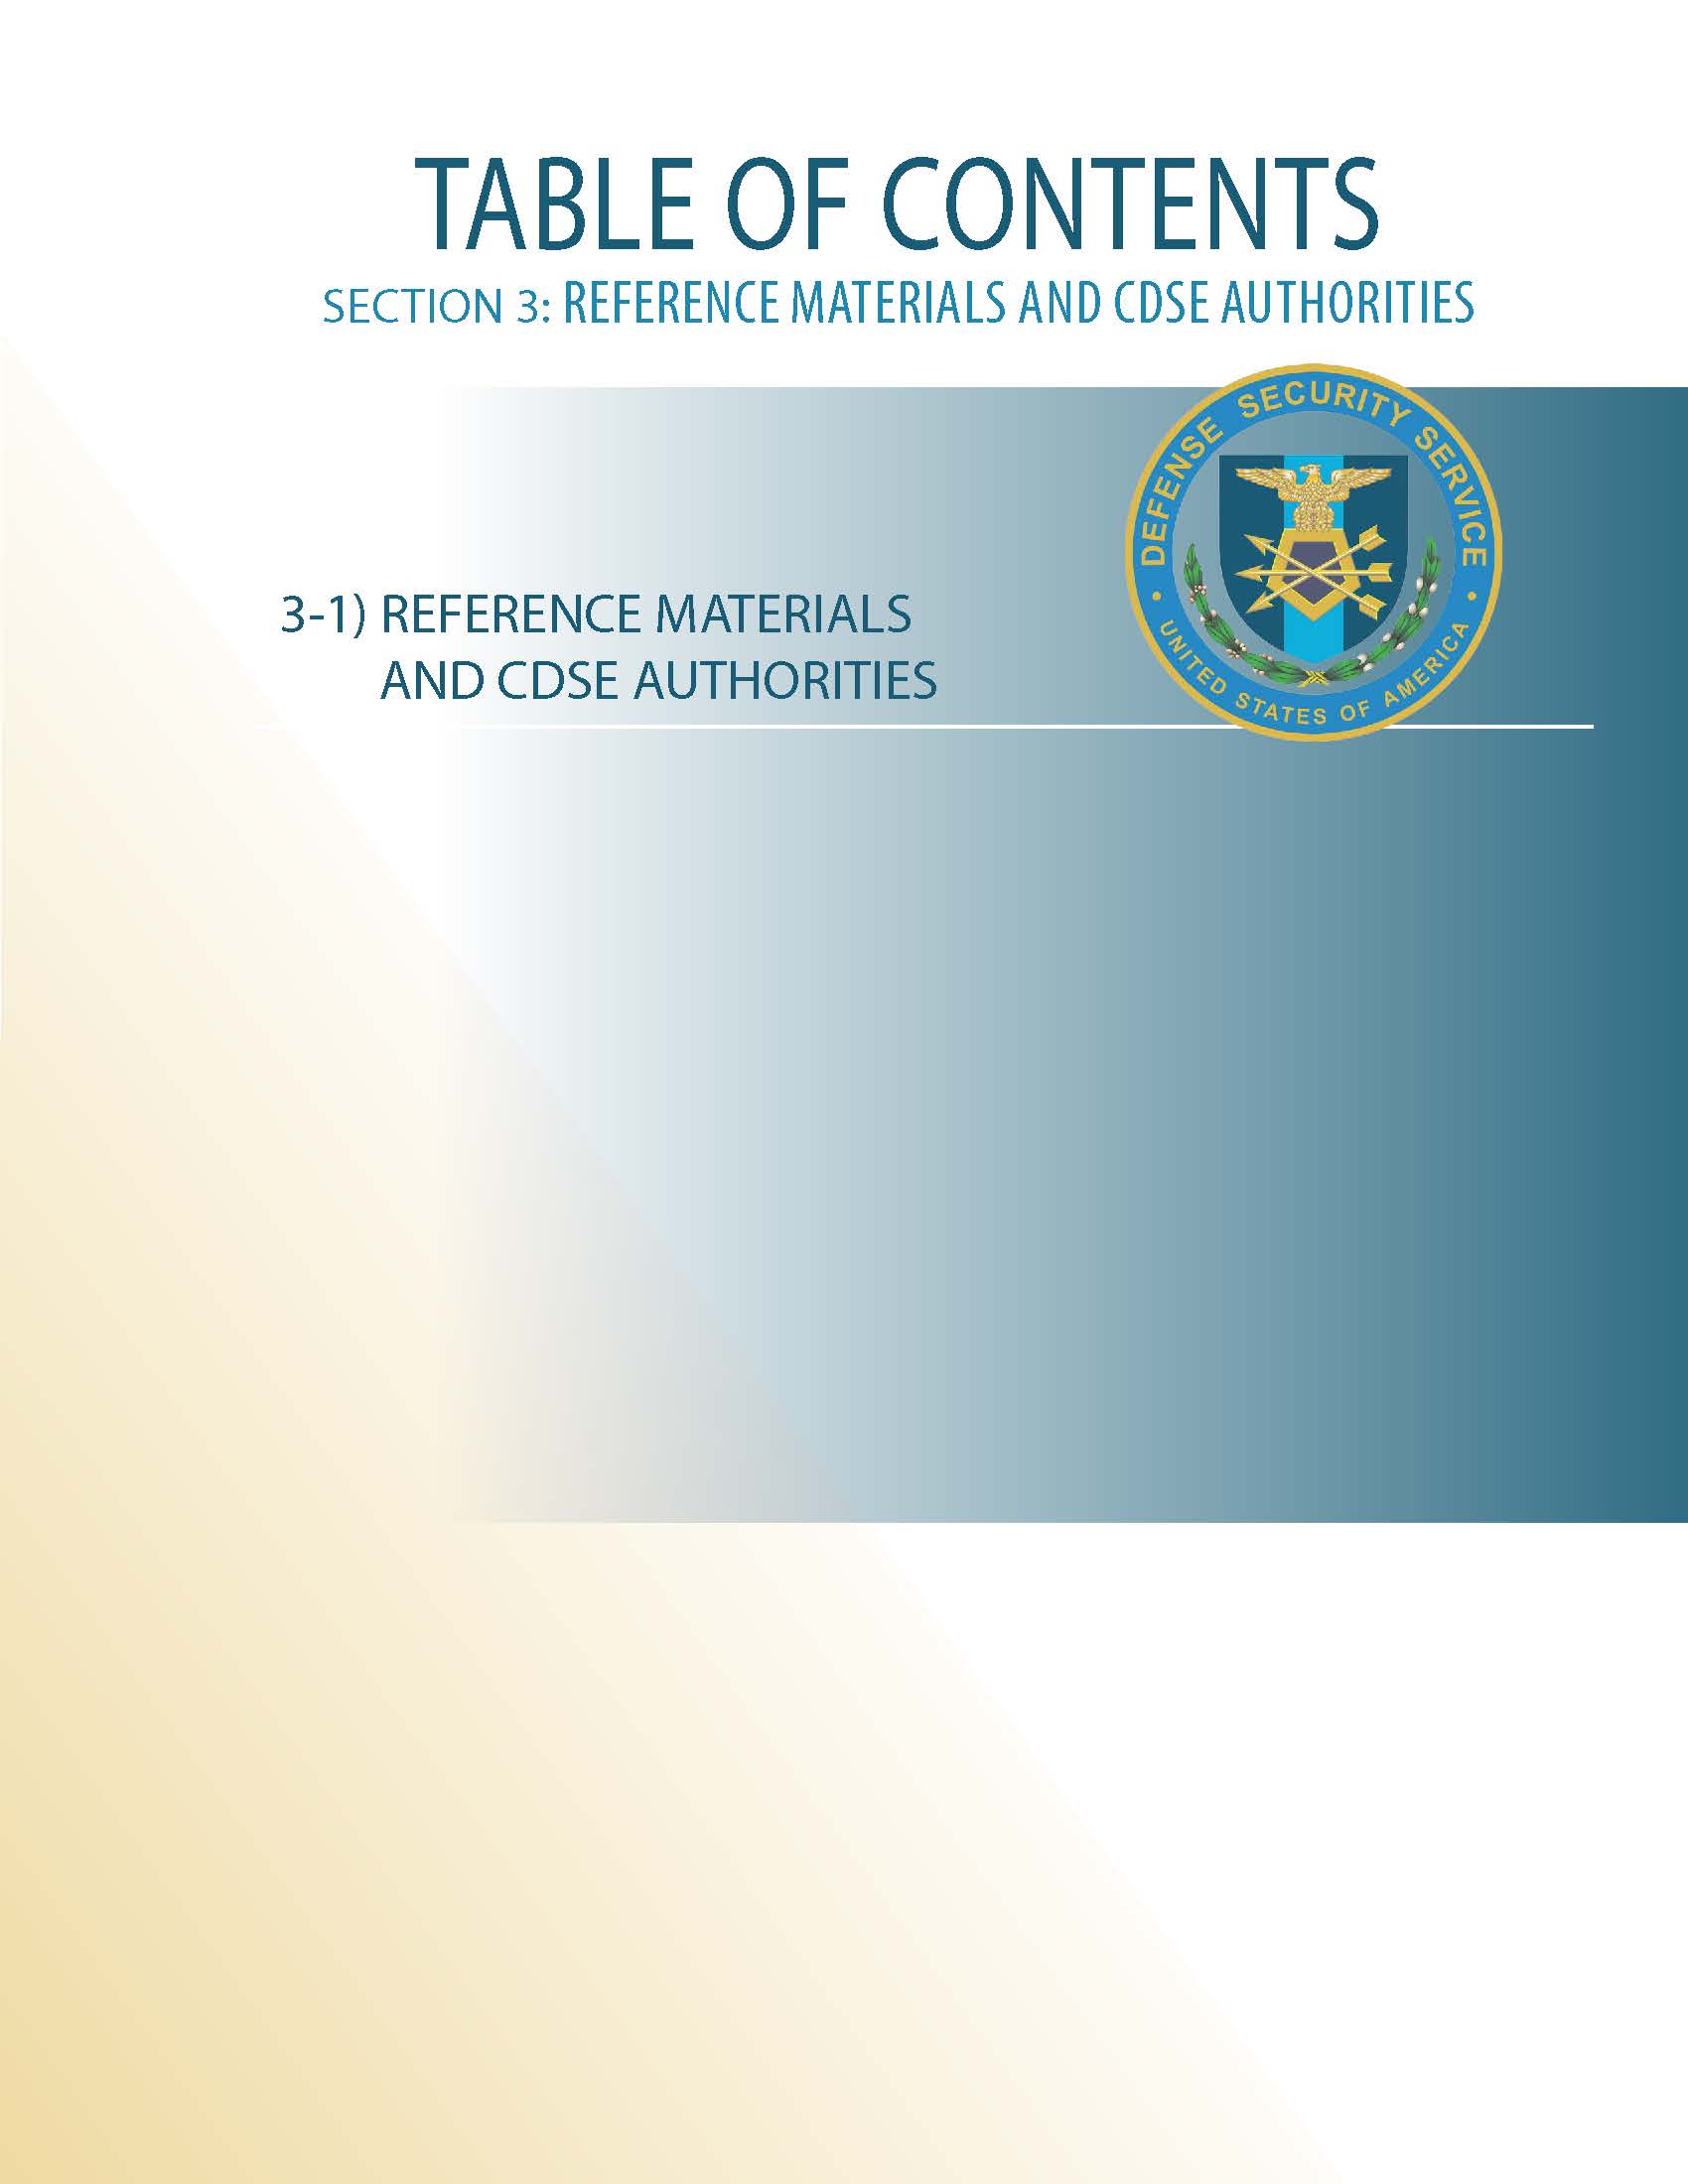 TABLE OF CONTENTS
SECTION 3: REFERENCE MATERIALS AND CDSE AUTHORITIES
DEFENSE SECURITY SERVICE
UNITED STATES OF AMERICA
3-1) REFERENCE MATERIALS
AND CDSE AUTHORITIES